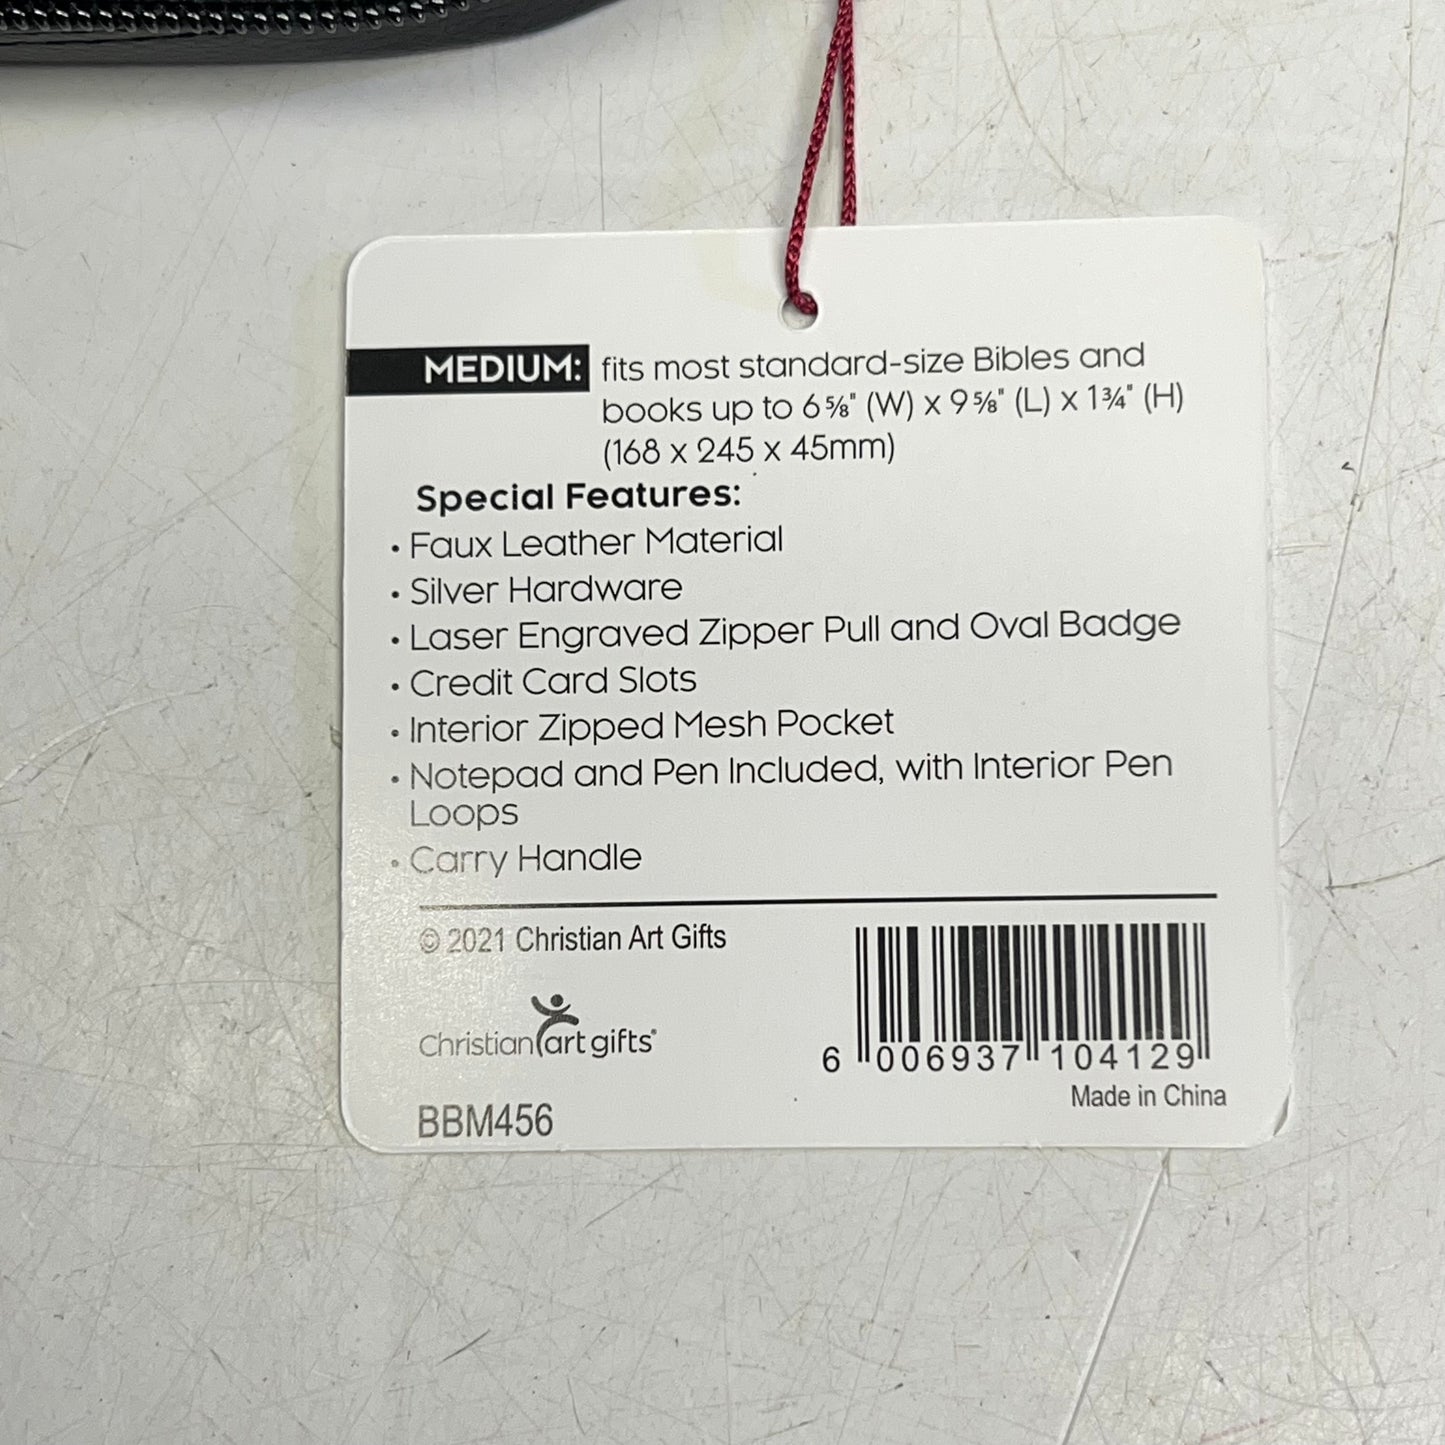 MEDIUM: fits most standard-size Bibles and
books up to 6⅝" (W) x 9⅝" (L) x 1¾" (H)
(168 x 245 x 45mm)
Special Features:
• Faux Leather Material
• Silver Hardware
• Laser Engraved Zipper Pull and Oval Badge
• Credit Card Slots
• Interior Zipped Mesh Pocket
• Notepad and Pen Included, with Interior Pen
Loops
• Carry Handle
© 2021 Christian Art Gifts
christian art gifts®
6 006937 104129
Made in China
BBM456